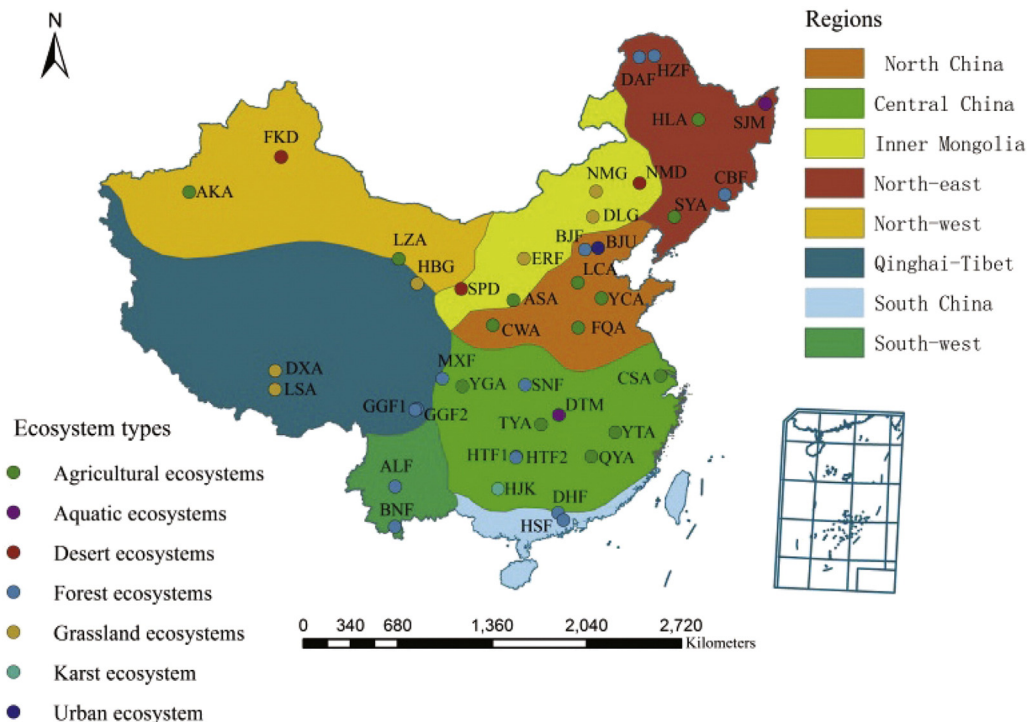 N
Regions
North China
Central China
Inner Mongolia
North-east
North-west
Qinghai-Tibet
South China
South-west
DAF
HZF
HLA
SJM
FKD
NMG
NMD
CBF
AKA
DLG
SYA
BJF
BJU
LZA
ERF
HBG
LCA
SPD
ASA
YCA
CWA
FQA
MXF
DXA
YGA
SNF
CSA
LSA
GGF1
GGF2
DTM
TYA
YTA
HTF1
HTF2
QYA
ALF
HJK
BNF
DHF
HSF
Ecosystem types
Agricultural ecosystems
Aquatic ecosystems
Desert ecosystems
Forest ecosystems
Grassland ecosystems
Karst ecosystem
Urban ecosystem
0 340 680 1,360 2,040 2,720
Kilometers